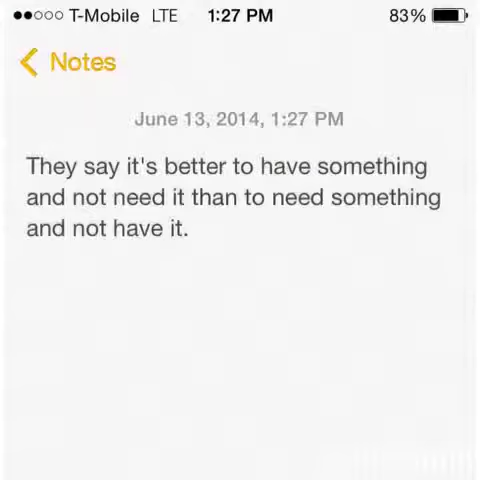 T-Mobile LTE 1:27 PM 83%
Notes
June 13, 2014, 1:27 PM
They say it's better to have something
and not need it than to need something
and not have it.